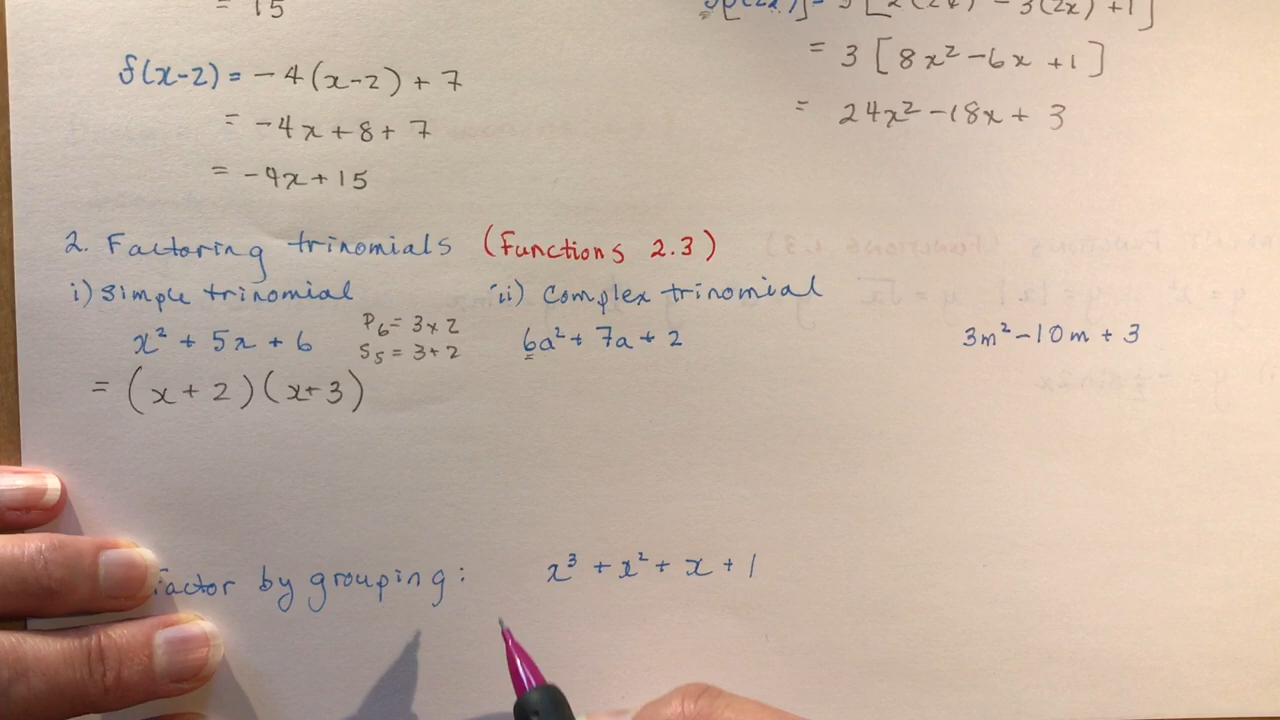 = 15
f(x-2) = -4(x-2) + 7
= -4x + 8 + 7
= -4x + 15
= 3[8x² - 6x + 1]
= 24x² - 18x + 3
2. Factoring trinomials (Functions 2.3)
i) Simple trinomial
x² + 5x + 6
P₆ = 3 x 2
S₅ = 3 + 2
= (x + 2)(x + 3)
ii) Complex trinomial
6a² + 7a + 2
3m² - 10m + 3
Factor by grouping:
x³ + x² + x + 1